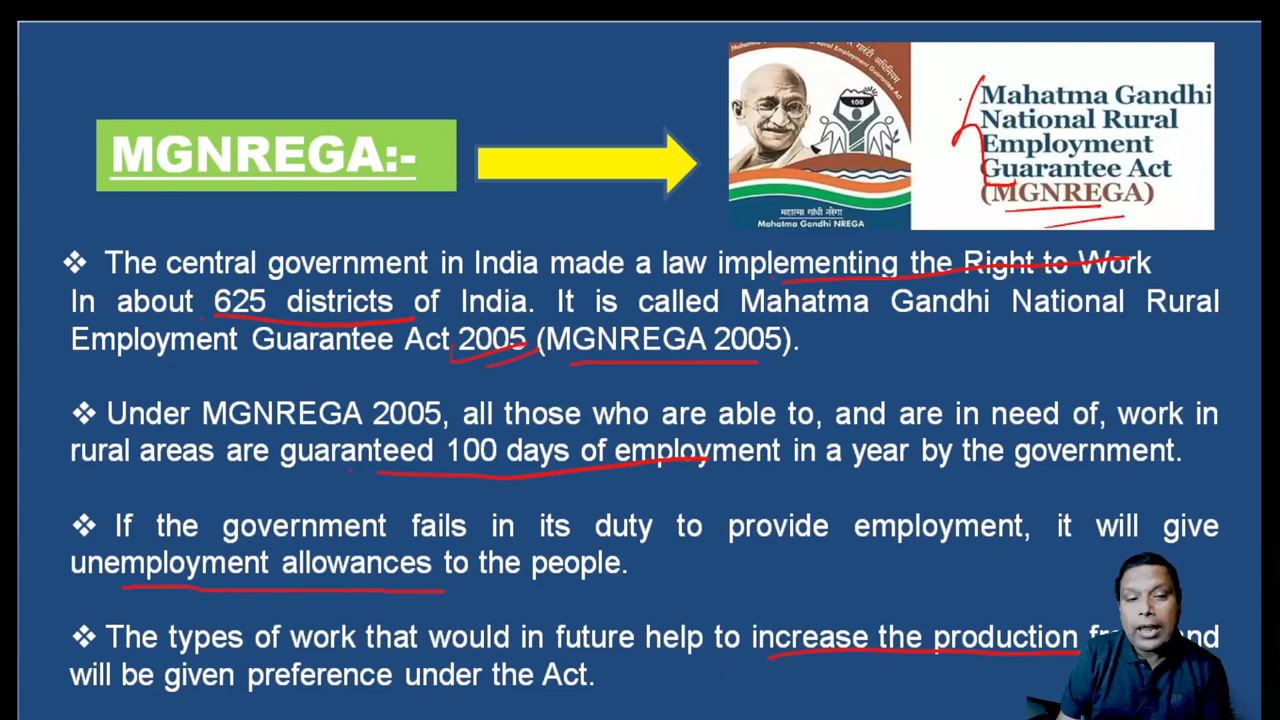 Mahatma Gandhi
National Rural
Employment
Guarantee Act
(MGNREGA)
MGNREGA:-
महात्मा गांधी नरेगा
Mahatma Gandhi NREGA
❖ The central government in India made a law implementing the Right to Work
In about 625 districts of India. It is called Mahatma Gandhi National Rural
Employment Guarantee Act 2005 (MGNREGA 2005).
❖ Under MGNREGA 2005, all those who are able to, and are in need of, work in
rural areas are guaranteed 100 days of employment in a year by the government.
❖ If the government fails in its duty to provide employment, it will give
unemployment allowances to the people.
❖ The types of work that would in future help to increase the production
will be given preference under the Act.
100